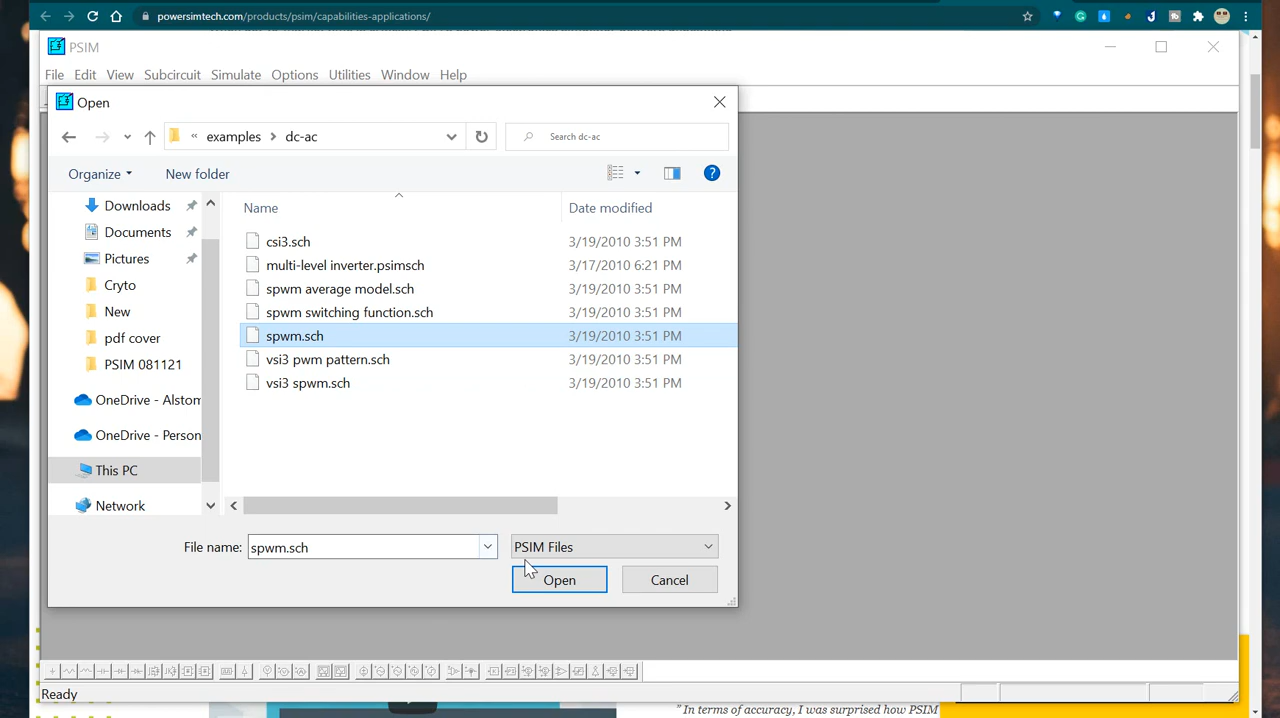 powersimtech.com/products/psim/capabilities-applications/
PSIM
File Edit View Subcircuit Simulate Options Utilities Window Help
Open
« examples > dc-ac
Search dc-ac
Organize New folder
Name Date modified
Downloads
Documents
Pictures
Cryto
New
pdf cover
PSIM 081121
OneDrive - Alstom
OneDrive - Person
This PC
Network
csi3.sch 3/19/2010 3:51 PM
multi-level inverter.psimsch 3/17/2010 6:21 PM
spwm average model.sch 3/19/2010 3:51 PM
spwm switching function.sch 3/19/2010 3:51 PM
spwm.sch 3/19/2010 3:51 PM
vsi3 pwm pattern.sch 3/19/2010 3:51 PM
vsi3 spwm.sch 3/19/2010 3:51 PM
File name: spwm.sch PSIM Files
Open Cancel
Ready
" In terms of accuracy, I was surprised how PSIM